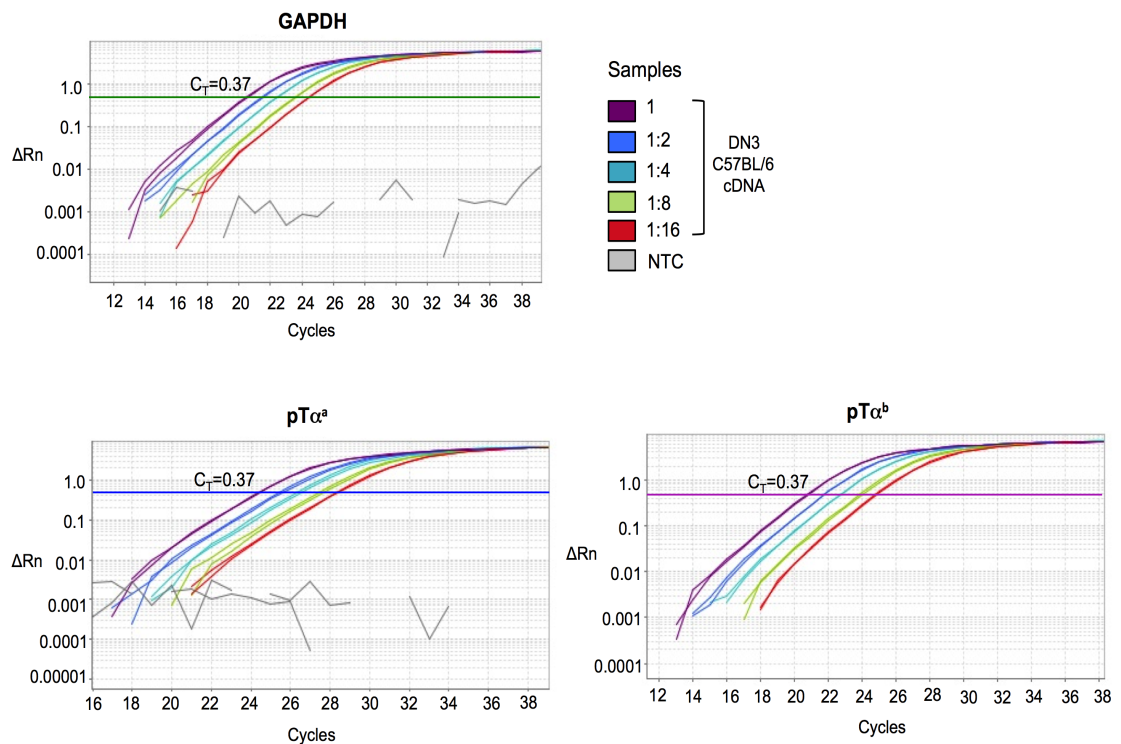 GAPDH
C_T=0.37
1.0
0.1
0.01
0.001
0.0001
ΔRn
12 14 16 18 20 22 24 26 28 30 32 34 36 38
Cycles
Samples
1
1:2
1:4
1:8
1:16
NTC
DN3
C57BL/6
cDNA
pTαᵃ
C_T=0.37
1.0
0.1
0.01
0.001
0.0001
0.00001
ΔRn
16 18 20 22 24 26 28 30 32 34 36 38
Cycles
pTαᵇ
C_T=0.37
1.0
0.1
0.01
0.001
0.0001
ΔRn
12 14 16 18 20 22 24 26 28 30 32 34 36 38
Cycles